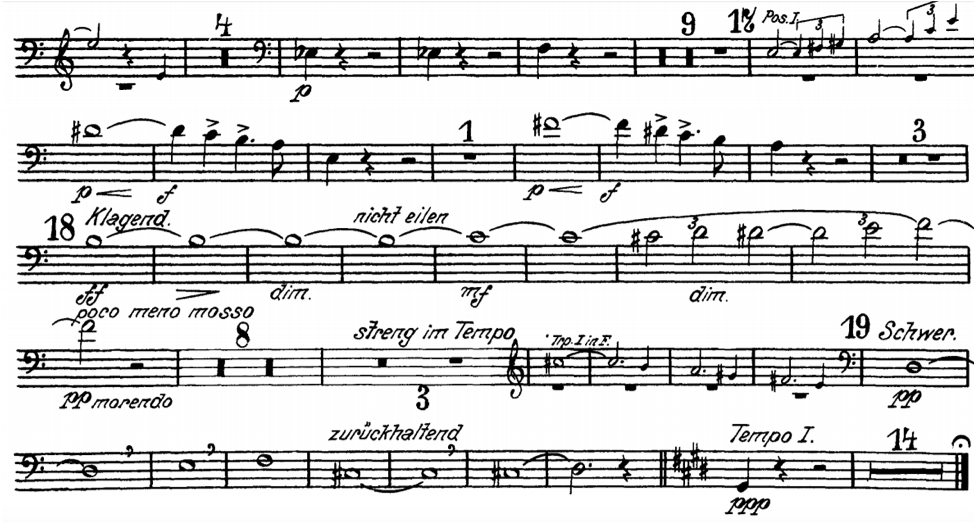 4 9 17 Pos. I. 3 3
p
1 3
p f p f
18 Klagend. nicht eilen 3 3
ff dim. mf dim.
poco meno mosso
8 streng im Tempo Trp. I in F. 19 Schwer.
pp morendo 3 pp
zurückhaltend Tempo I. 14
ppp